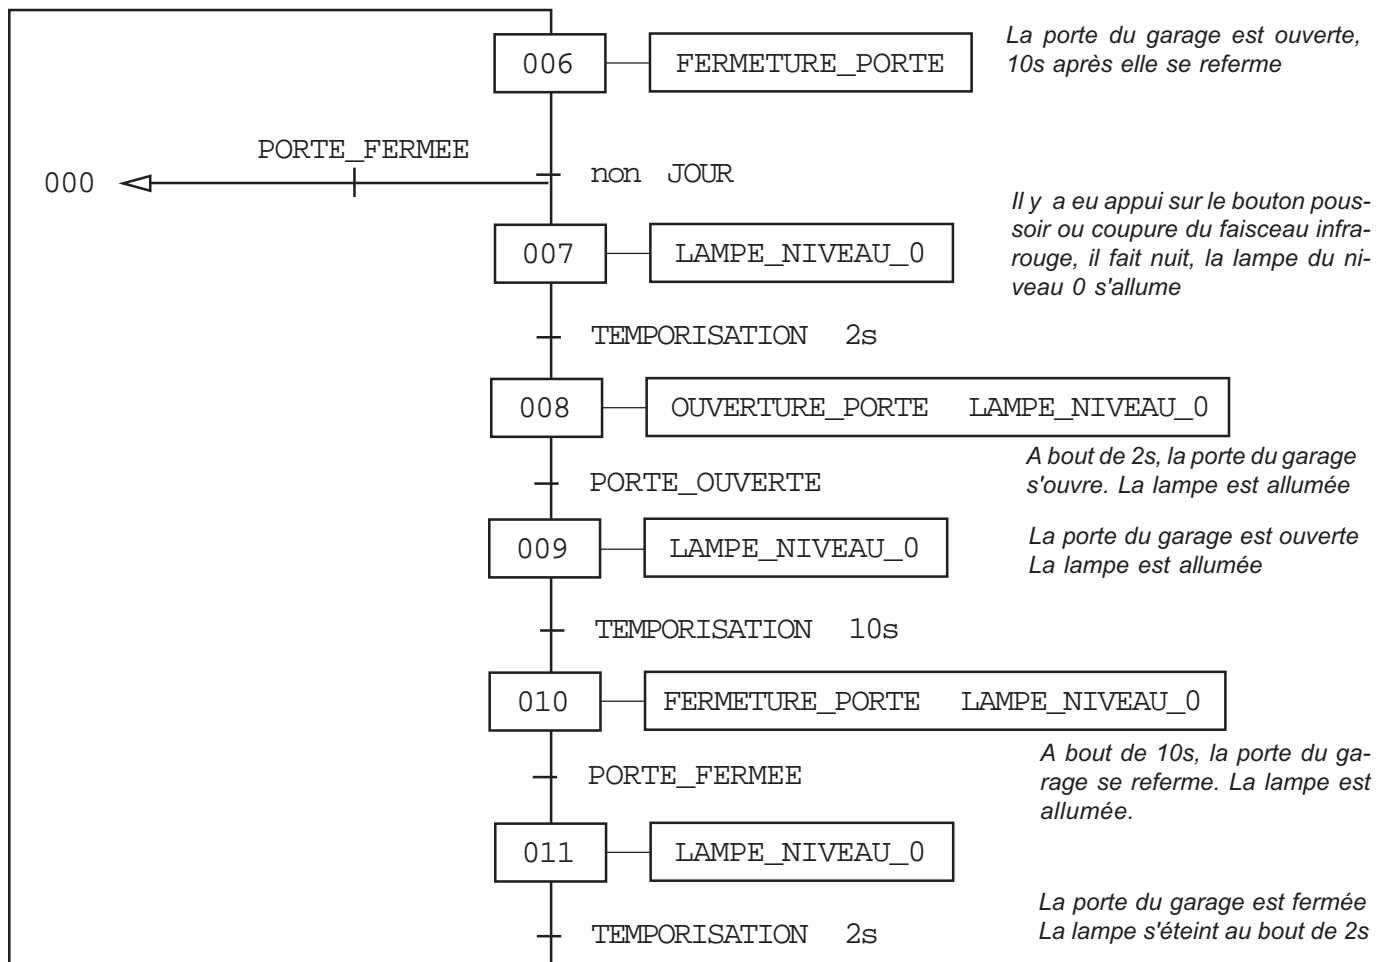 006
FERMETURE_PORTE
La porte du garage est ouverte,
10s après elle se referme
PORTE_FERMEE
000
non JOUR
007
LAMPE_NIVEAU_0
Il y a eu appui sur le bouton pous-
soir ou coupure du faisceau infra-
rouge, il fait nuit, la lampe du ni-
veau 0 s'allume
TEMPORISATION 2s
008
OUVERTURE_PORTE LAMPE_NIVEAU_0
A bout de 2s, la porte du garage
s'ouvre. La lampe est allumée
PORTE_OUVERTE
009
LAMPE_NIVEAU_0
La porte du garage est ouverte
La lampe est allumée
TEMPORISATION 10s
010
FERMETURE_PORTE LAMPE_NIVEAU_0
A bout de 10s, la porte du ga-
rage se referme. La lampe est
allumée.
PORTE_FERMEE
011
LAMPE_NIVEAU_0
La porte du garage est fermée
La lampe s'éteint au bout de 2s
TEMPORISATION 2s